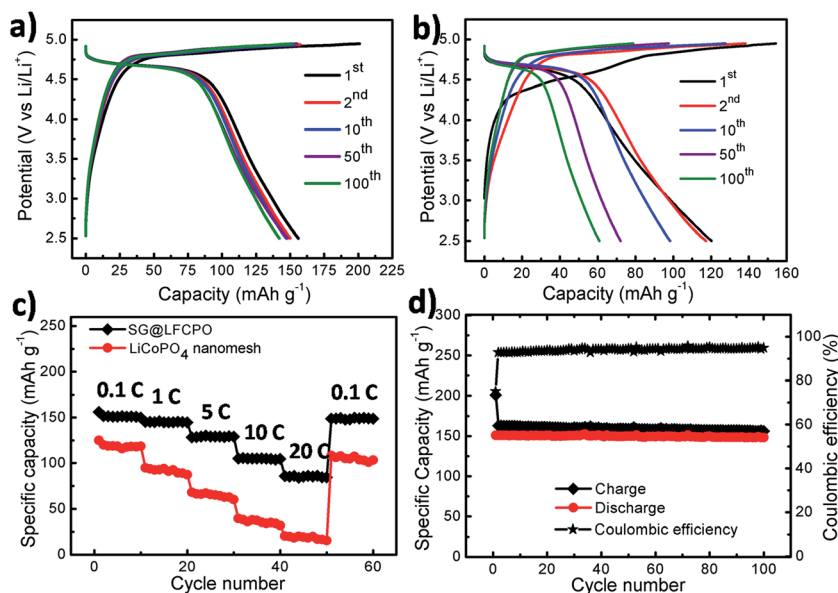 a)
5.0
4.5
4.0
3.5
3.0
2.5
Potential (V vs Li/Li⁺)
1ˢᵗ
2ⁿᵈ
10ᵗʰ
50ᵗʰ
100ᵗʰ
0 25 50 75 100 125 150 175 200 225
Capacity (mAh g⁻¹)
b)
5.0
4.5
4.0
3.5
3.0
2.5
Potential (V vs Li/Li⁺)
1ˢᵗ
2ⁿᵈ
10ᵗʰ
50ᵗʰ
100ᵗʰ
0 20 40 60 80 100 120 140 160
Capacity (mAh g⁻¹)
c)
250
200
150
100
50
0
Specific capacity (mAh g⁻¹)
SG@LFCPO
LiCoPO₄ nanomesh
0.1 C 1 C 5 C 10 C 20 C 0.1 C
0 20 40 60
Cycle number
d)
300
250
200
150
100
50
0
Specific Capacity (mAh g⁻¹)
100
80
60
40
20
0
Coulombic efficiency (%)
Charge
Discharge
Coulombic efficiency
0 20 40 60 80 100
Cycle number